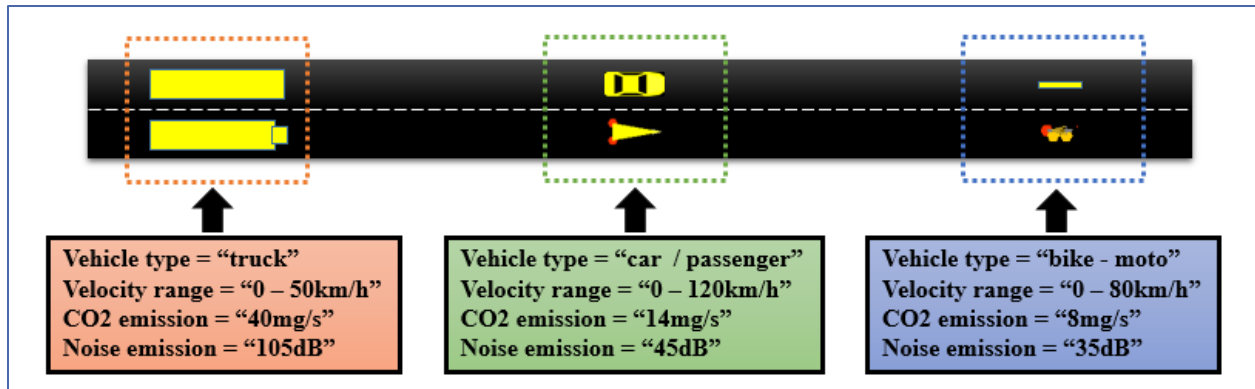 Vehicle type = “truck”
Velocity range = “0 – 50km/h”
CO2 emission = “40mg/s”
Noise emission = “105dB”
Vehicle type = “car  / passenger”
Velocity range = “0 – 120km/h”
CO2 emission = “14mg/s”
Noise emission = “45dB”
Vehicle type = “bike - moto”
Velocity range = “0 – 80km/h”
CO2 emission = “8mg/s”
Noise emission = “35dB”